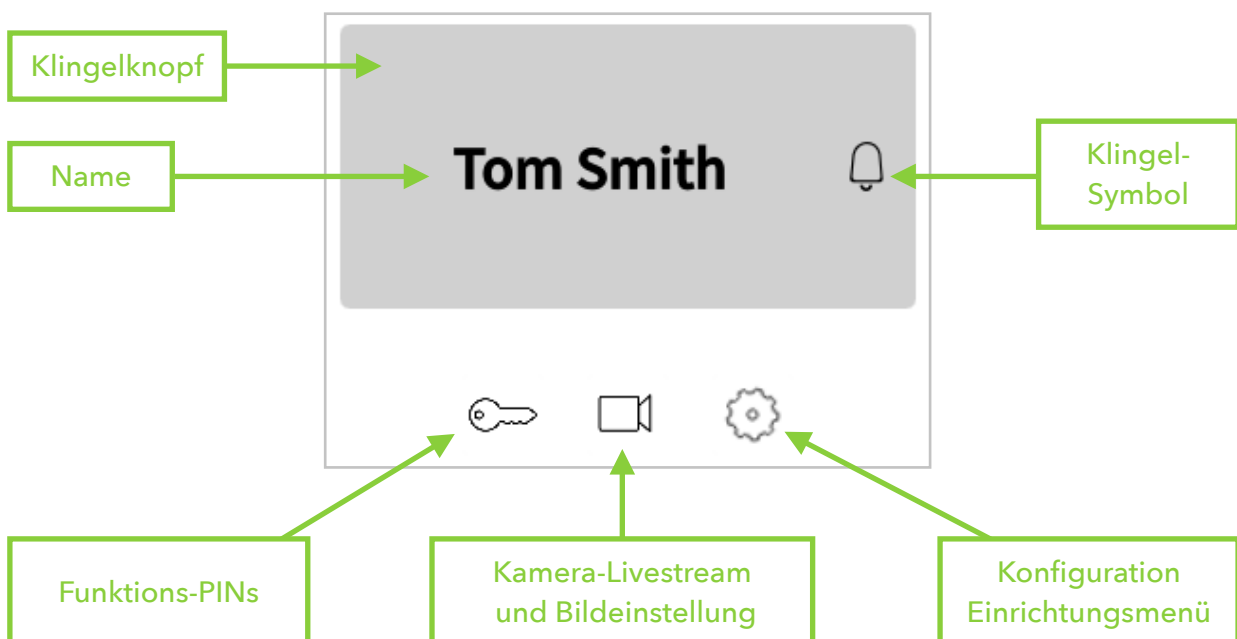 Klingelknopf
Name
Tom Smith
Klingel-
Symbol
Funktions-PINs
Kamera-Livestream
und Bildeinstellung
Konfiguration
Einrichtungsmenü